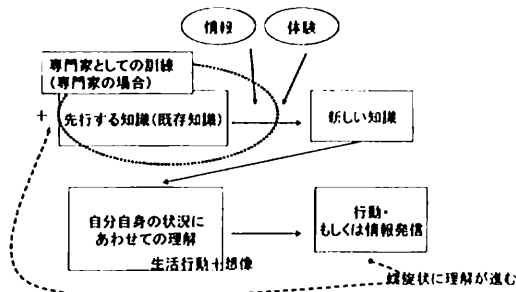 情報
体験
専門家としての訓練
(専門家の場合)
+
先行する知識(既存知識)
新しい知識
自分自身の状況に
あわせての理解
生活行動+想像
行動・
もしくは情報発信
螺旋状に理解が進む